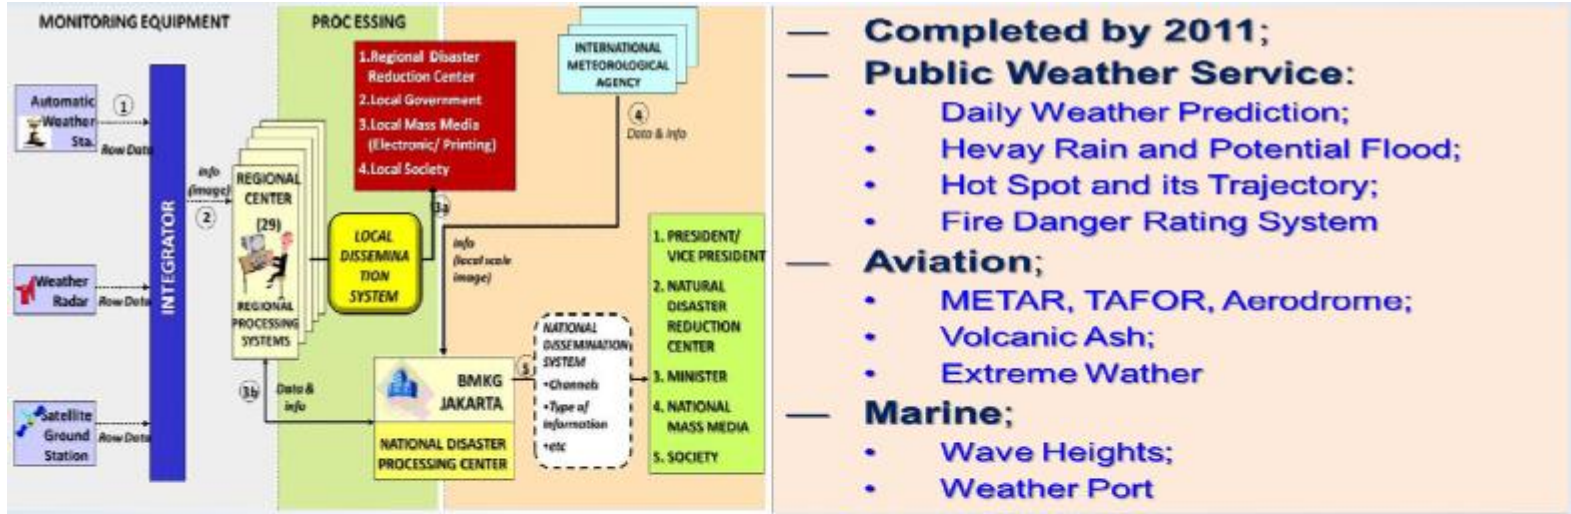 MONITORING EQUIPMENT
PROCESSING
Automatic
Weather
Sta.
1
Row Data
Weather
Radar
Row Data
Satellite
Ground
Station
Row Data
INTEGRATOR
Info
(image)
2
REGIONAL
CENTER
(29)
REGIONAL
PROCESSING
SYSTEMS
3b
Data &
info
1.Regional Disaster
Reduction Center
2.Local Government
3.Local Mass Media
(Electronic/ Printing)
4.Local Society
3a
LOCAL
DISSEMINA
TION
SYSTEM
INTERNATIONAL
METEOROLOGICAL
AGENCY
4
Data & Info
Info
(local scale
image)
BMKG
JAKARTA
NATIONAL DISASTER
PROCESSING CENTER
5
NATIONAL
DISSEMINATION
SYSTEM
•Channels
•Type of
information
•etc
1. PRESIDENT/
VICE PRESIDENT
2. NATURAL
DISASTER
REDUCTION
CENTER
3. MINISTER
4. NATIONAL
MASS MEDIA
5. SOCIETY
— Completed by 2011;
— Public Weather Service:
• Daily Weather Prediction;
• Hevay Rain and Potential Flood;
• Hot Spot and its Trajectory;
• Fire Danger Rating System
— Aviation;
• METAR, TAFOR, Aerodrome;
• Volcanic Ash;
• Extreme Wather
— Marine;
• Wave Heights;
• Weather Port